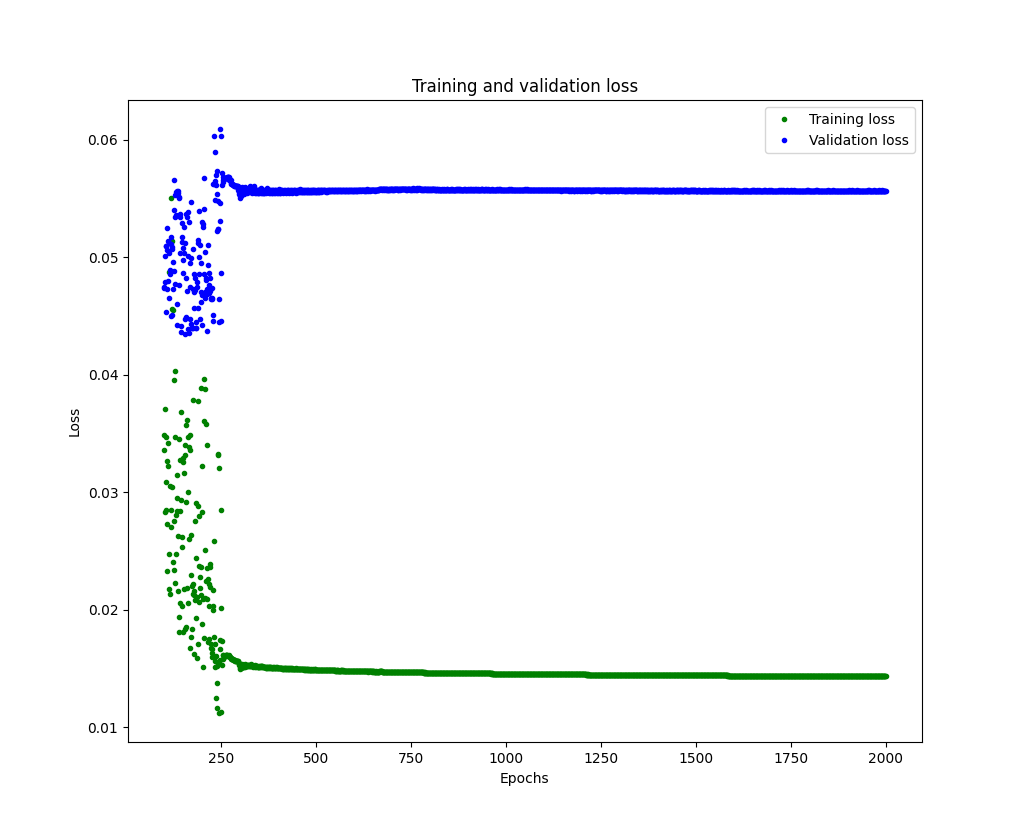 Training and validation loss
Training loss
Validation loss
0.06
0.05
0.04
0.03
0.02
0.01
Loss
250 500 750 1000 1250 1500 1750 2000
Epochs